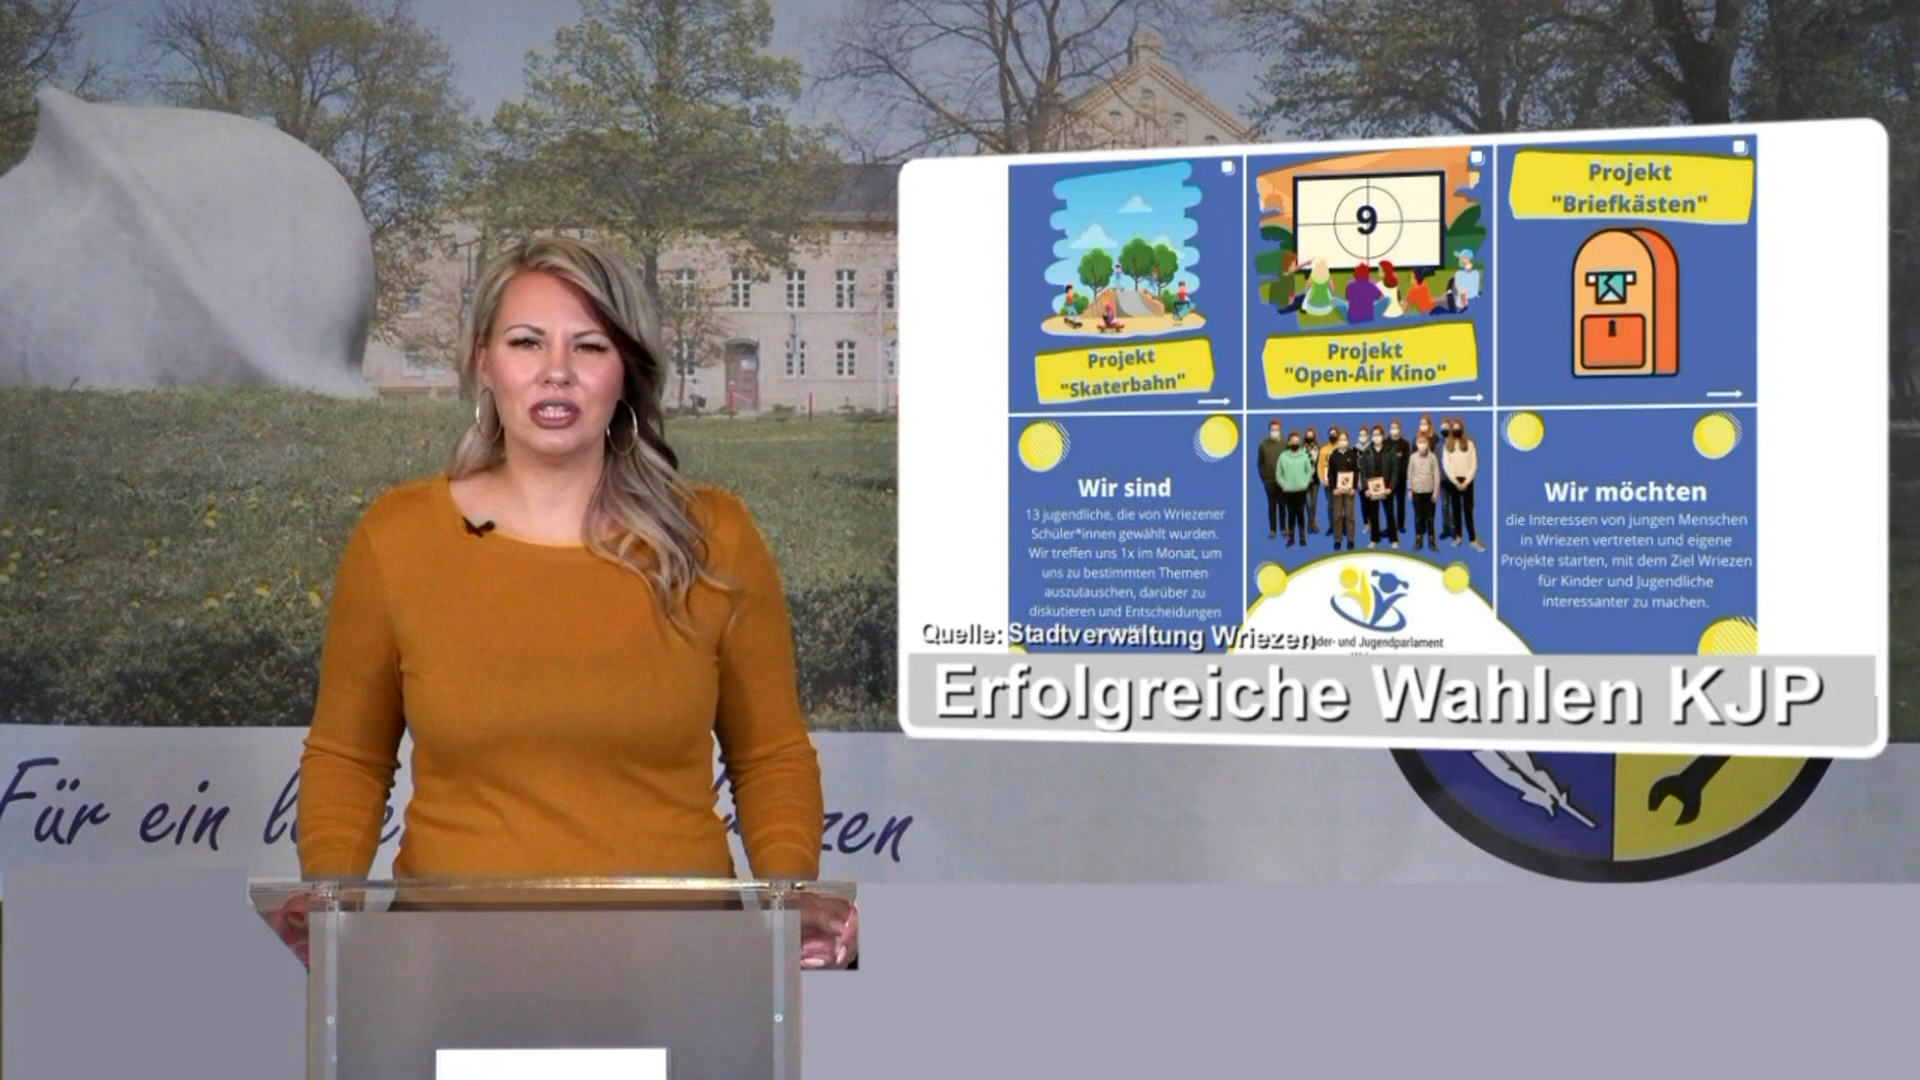 Projekt
"Skaterbahn"
9
Projekt
"Open-Air Kino"
Projekt
"Briefkästen"
Wir sind
13 jugendliche, die von Wriezener
Schüler*innen gewählt wurden.
Wir treffen uns 1x im Monat, um
uns zu bestimmten Themen
auszutauschen, darüber zu
diskutieren und Entscheidungen
Wir möchten
die Interessen von jungen Menschen
in Wriezen vertreten und eigene
Projekte starten, mit dem Ziel Wriezen
für Kinder und Jugendliche
interessanter zu machen.
und Jugendparlament
Quelle: Stadtverwaltung Wriezen
Erfolgreiche Wahlen KJP
Für ein